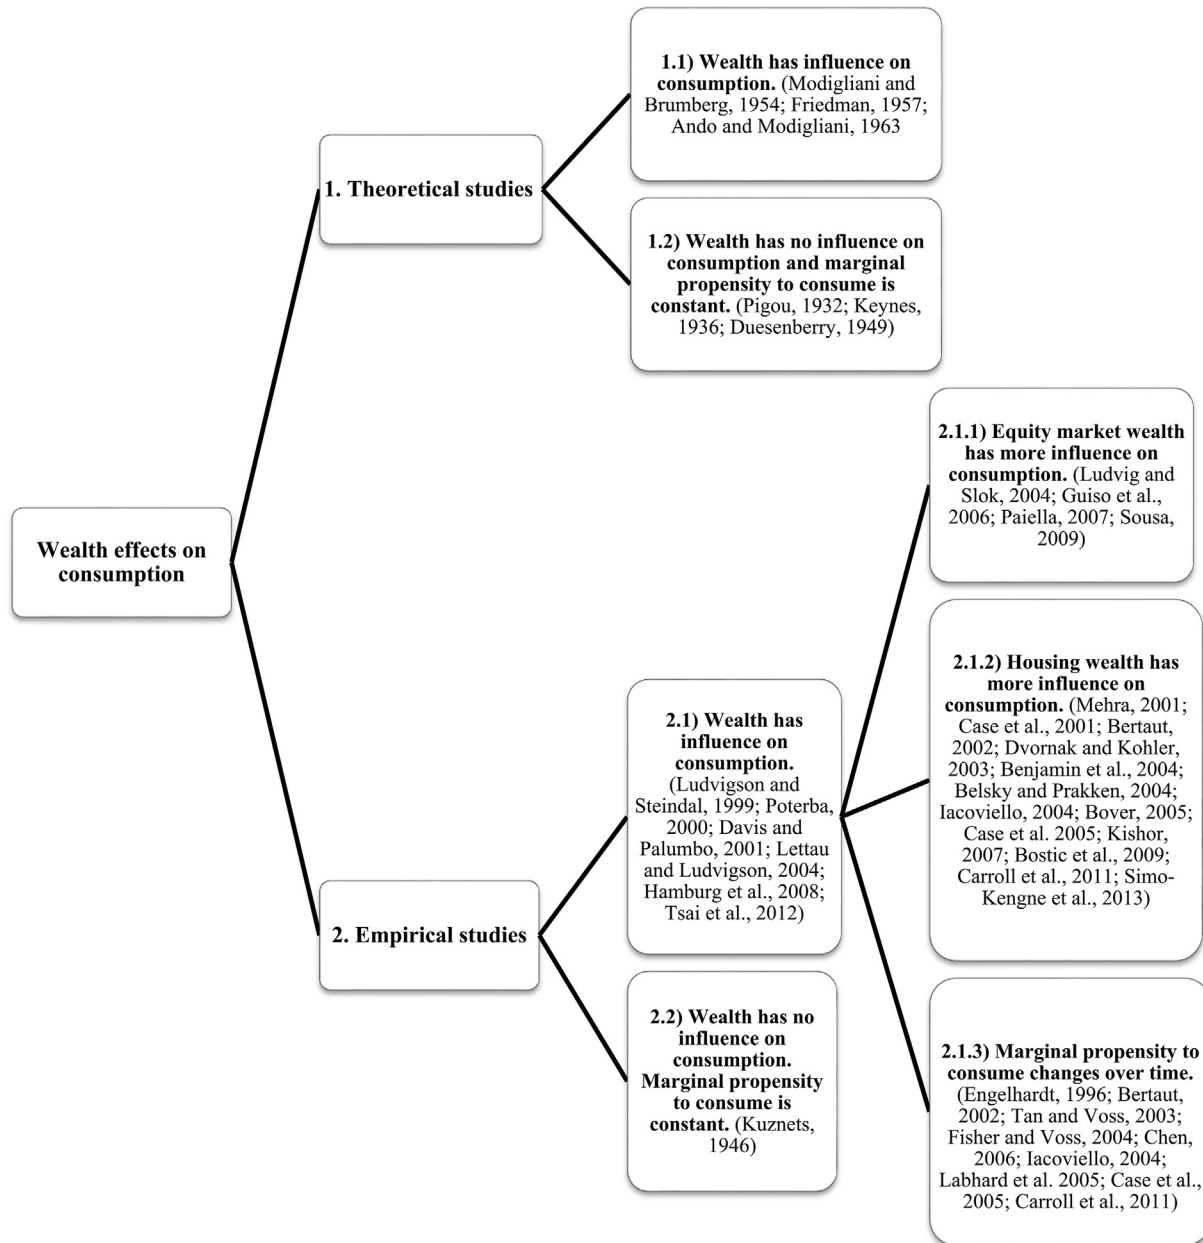 Wealth effects on
consumption
1. Theoretical studies
1.1) Wealth has influence on
consumption. (Modigliani and
Brumberg, 1954; Friedman, 1957;
Ando and Modigliani, 1963
1.2) Wealth has no influence on
consumption and marginal
propensity to consume is
constant. (Pigou, 1932; Keynes,
1936; Duesenberry, 1949)
2. Empirical studies
2.1) Wealth has
influence on
consumption.
(Ludvigson and
Steindal, 1999; Poterba,
2000; Davis and
Palumbo, 2001; Lettau
and Ludvigson, 2004;
Hamburg et al., 2008;
Tsai et al., 2012)
2.1.1) Equity market wealth
has more influence on
consumption. (Ludvig and
Slok, 2004; Guiso et al.,
2006; Paiella, 2007; Sousa,
2009)
2.1.2) Housing wealth has
more influence on
consumption. (Mehra, 2001;
Case et al., 2001; Bertaut,
2002; Dvornak and Kohler,
2003; Benjamin et al., 2004;
Belsky and Prakken, 2004;
Iacoviello, 2004; Bover, 2005;
Case et al. 2005; Kishor,
2007; Bostic et al., 2009;
Carroll et al., 2011; Simo-
Kengne et al., 2013)
2.1.3) Marginal propensity to
consume changes over time.
(Engelhardt, 1996; Bertaut,
2002; Tan and Voss, 2003;
Fisher and Voss, 2004; Chen,
2006; Iacoviello, 2004;
Labhard et al. 2005; Case et al.,
2005; Carroll et al., 2011)
2.2) Wealth has no
influence on
consumption.
Marginal propensity
to consume is
constant. (Kuznets,
1946)